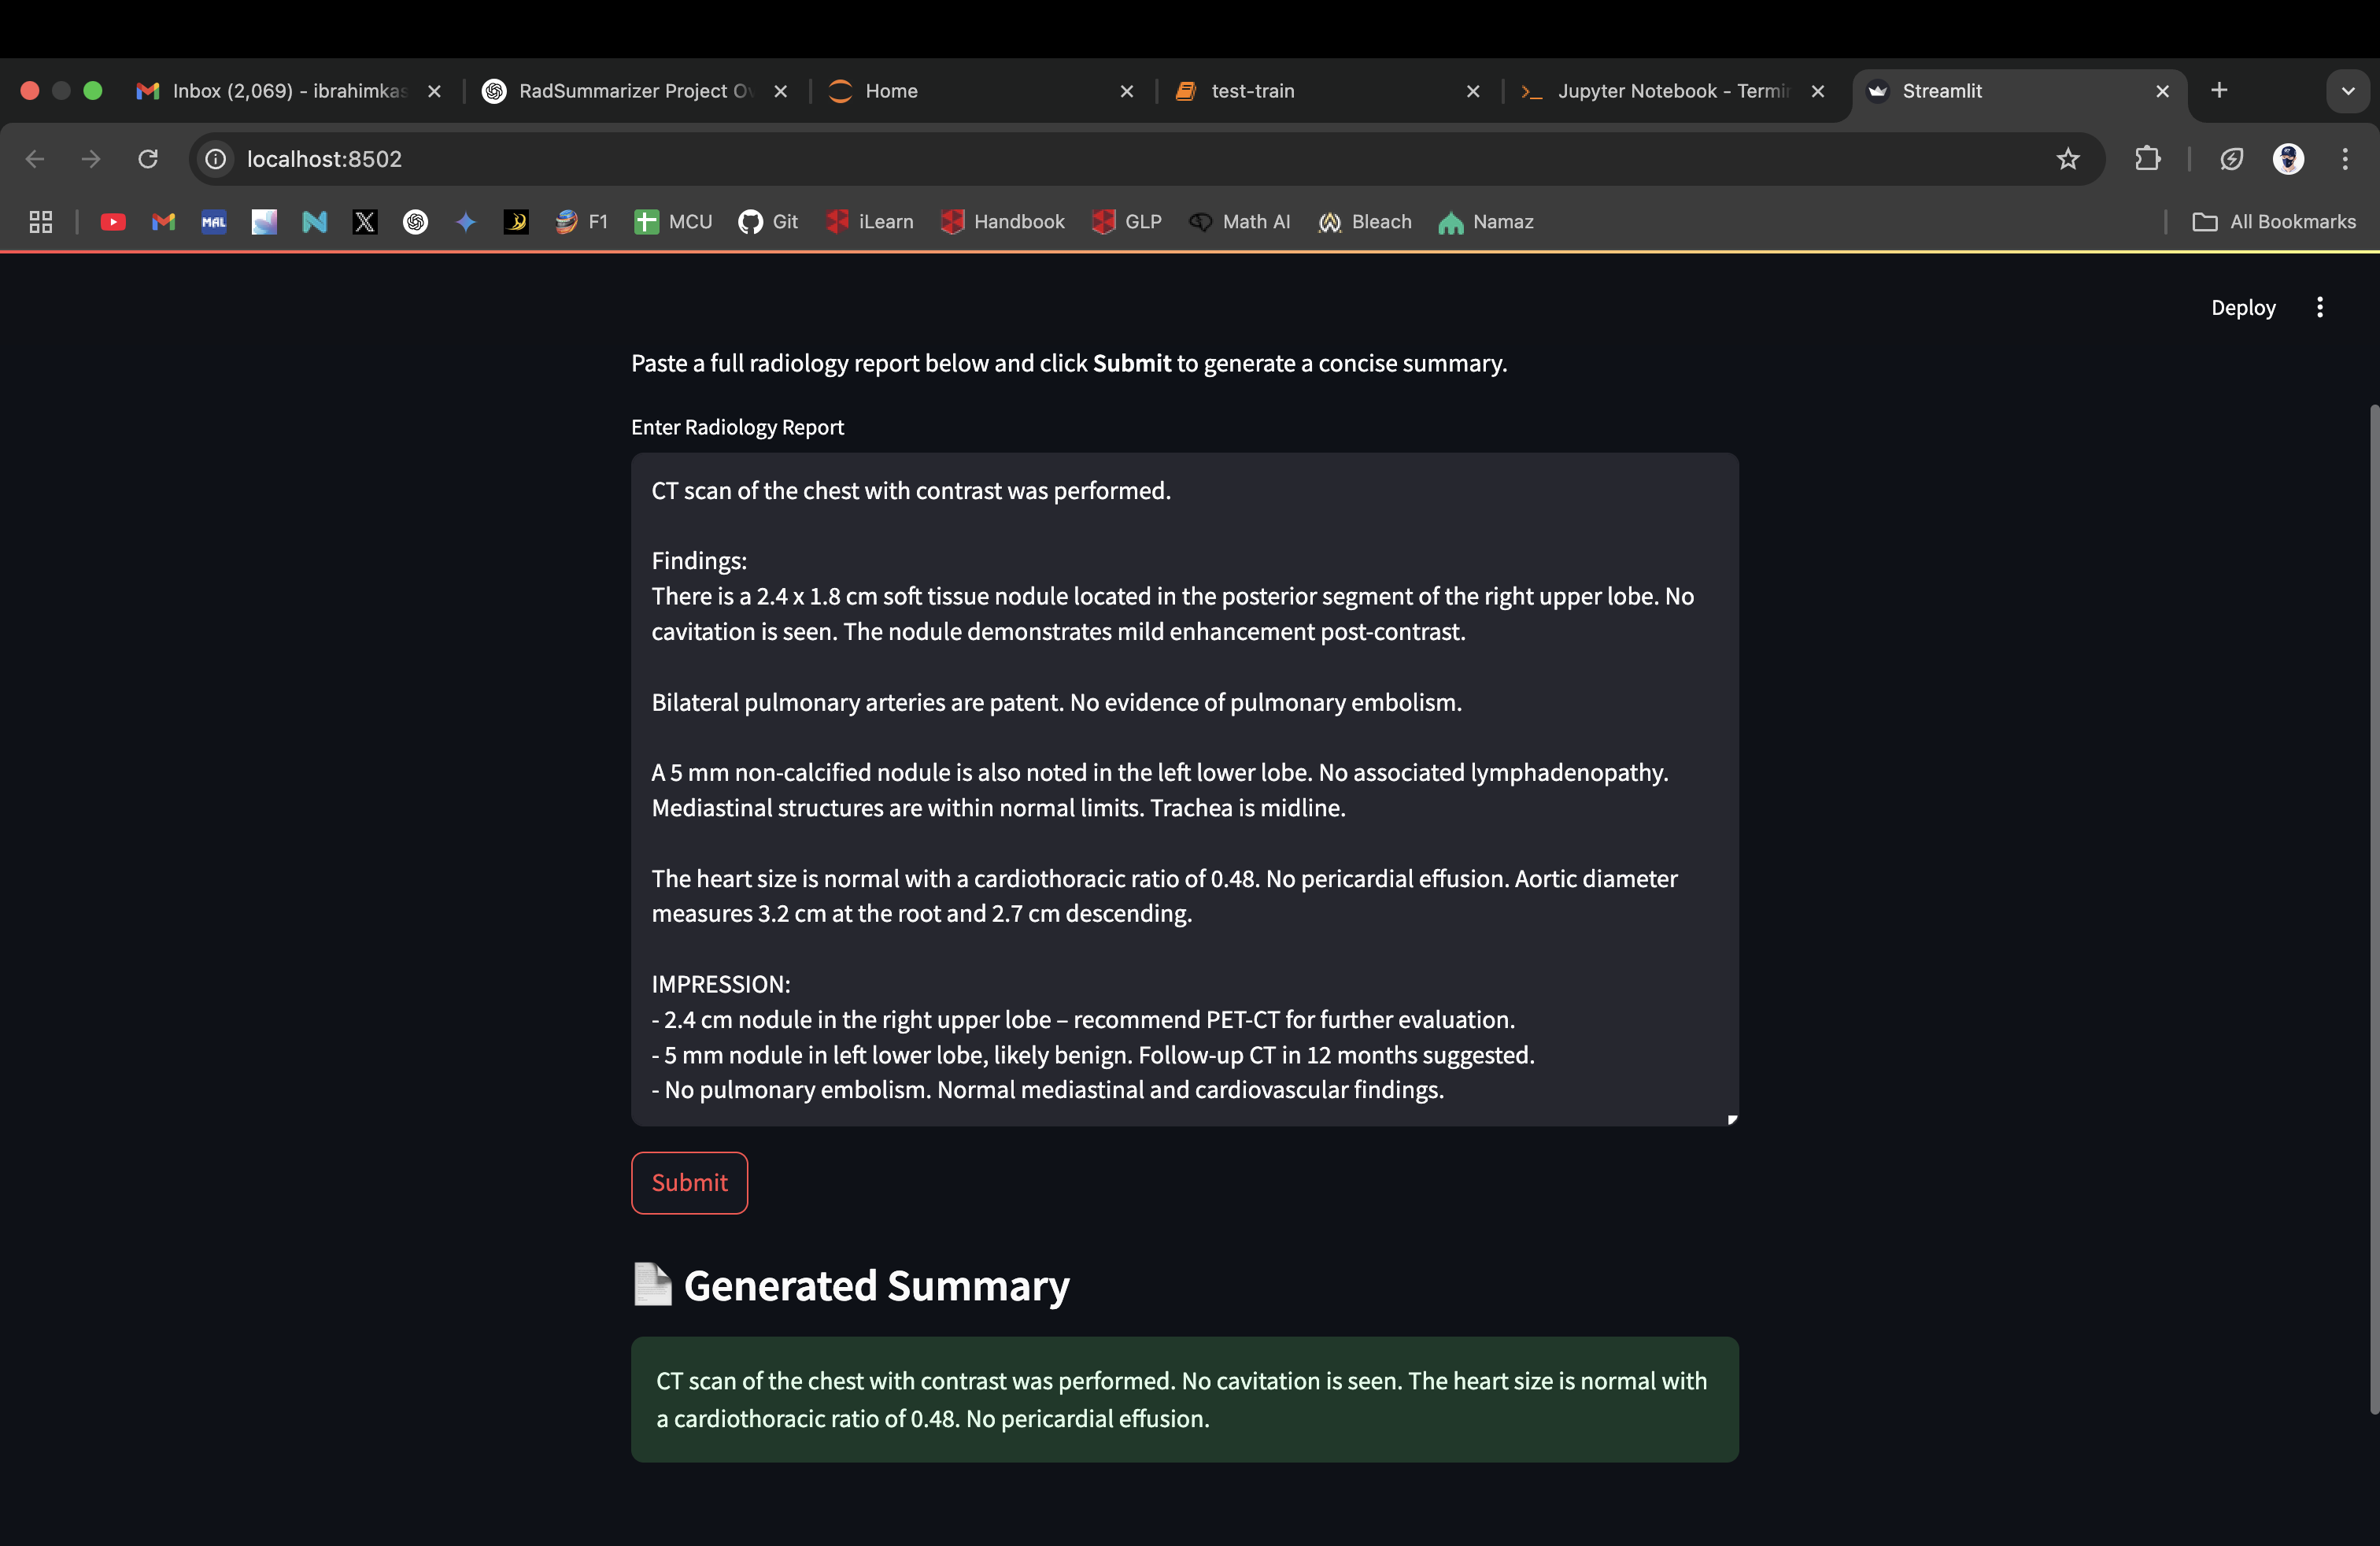 Inbox (2,069) - ibrahimkas
RadSummarizer Project Ov
Home
test-train
Jupyter Notebook - Termin
Streamlit
localhost:8502
MAL
F1
MCU
Git
iLearn
Handbook
GLP
Math AI
Bleach
Namaz
All Bookmarks
Deploy
Paste a full radiology report below and click Submit to generate a concise summary.
Enter Radiology Report
CT scan of the chest with contrast was performed.
Findings:
There is a 2.4 x 1.8 cm soft tissue nodule located in the posterior segment of the right upper lobe. No
cavitation is seen. The nodule demonstrates mild enhancement post-contrast.
Bilateral pulmonary arteries are patent. No evidence of pulmonary embolism.
A 5 mm non-calcified nodule is also noted in the left lower lobe. No associated lymphadenopathy.
Mediastinal structures are within normal limits. Trachea is midline.
The heart size is normal with a cardiothoracic ratio of 0.48. No pericardial effusion. Aortic diameter
measures 3.2 cm at the root and 2.7 cm descending.
IMPRESSION:
- 2.4 cm nodule in the right upper lobe – recommend PET-CT for further evaluation.
- 5 mm nodule in left lower lobe, likely benign. Follow-up CT in 12 months suggested.
- No pulmonary embolism. Normal mediastinal and cardiovascular findings.
Submit
Generated Summary
CT scan of the chest with contrast was performed. No cavitation is seen. The heart size is normal with
a cardiothoracic ratio of 0.48. No pericardial effusion.